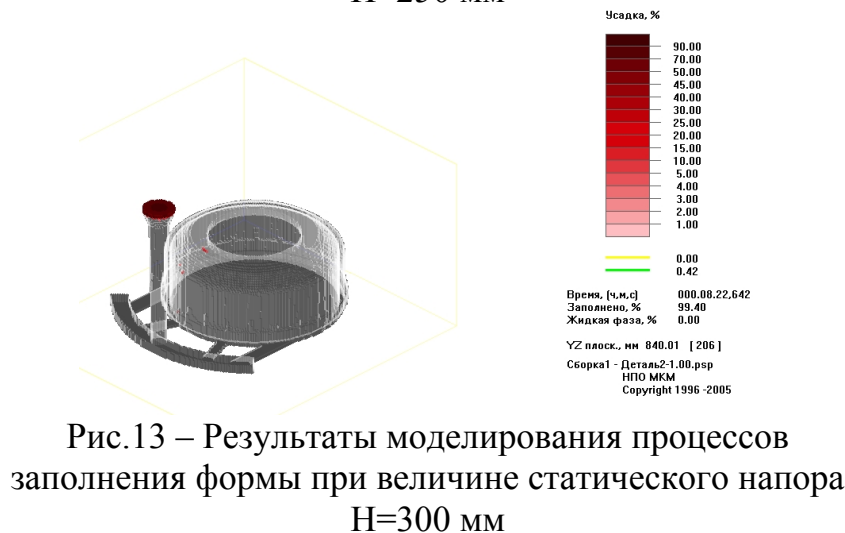 Н=250 мм
Усадка, %
90.00
70.00
50.00
45.00
40.00
30.00
25.00
20.00
15.00
10.00
5.00
4.00
3.00
2.00
1.00
0.00
0.42
Время, (ч,м,с) 000.08.22,642
Заполнено, % 99.40
Жидкая фаза, % 0.00
YZ плоск., мм 840.01 [ 206 ]
Сборка1 - Деталь2-1.00.psp
НПО МКМ
Copyright 1996 -2005
Рис.13 – Результаты моделирования процессов
заполнения формы при величине статического напора
Н=300 мм